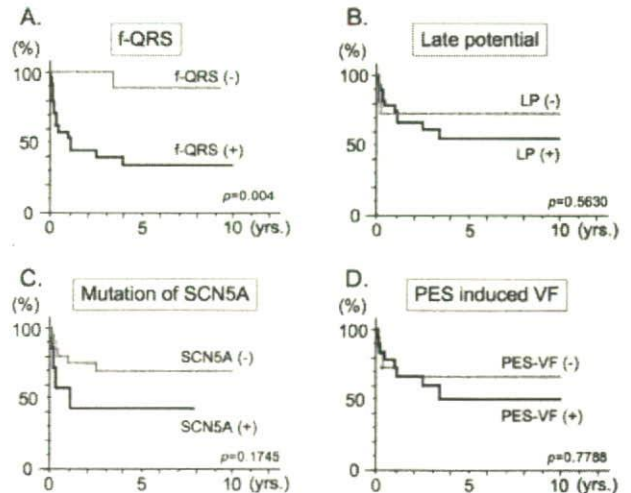 A.
f-QRS
(%)
100
50
0
f-QRS (-)
f-QRS (+)
p=0.004
0
5
10 (yrs.)
B.
Late potential
(%)
100
50
0
LP (-)
LP (+)
p=0.5630
0
5
10 (yrs.)
C.
Mutation of SCN5A
(%)
100
50
0
SCN5A (-)
SCN5A (+)
p=0.1745
0
5
10 (yrs.)
D.
PES induced VF
(%)
100
50
0
PES-VF (-)
PES-VF (+)
p=0.7788
0
5
10 (yrs.)